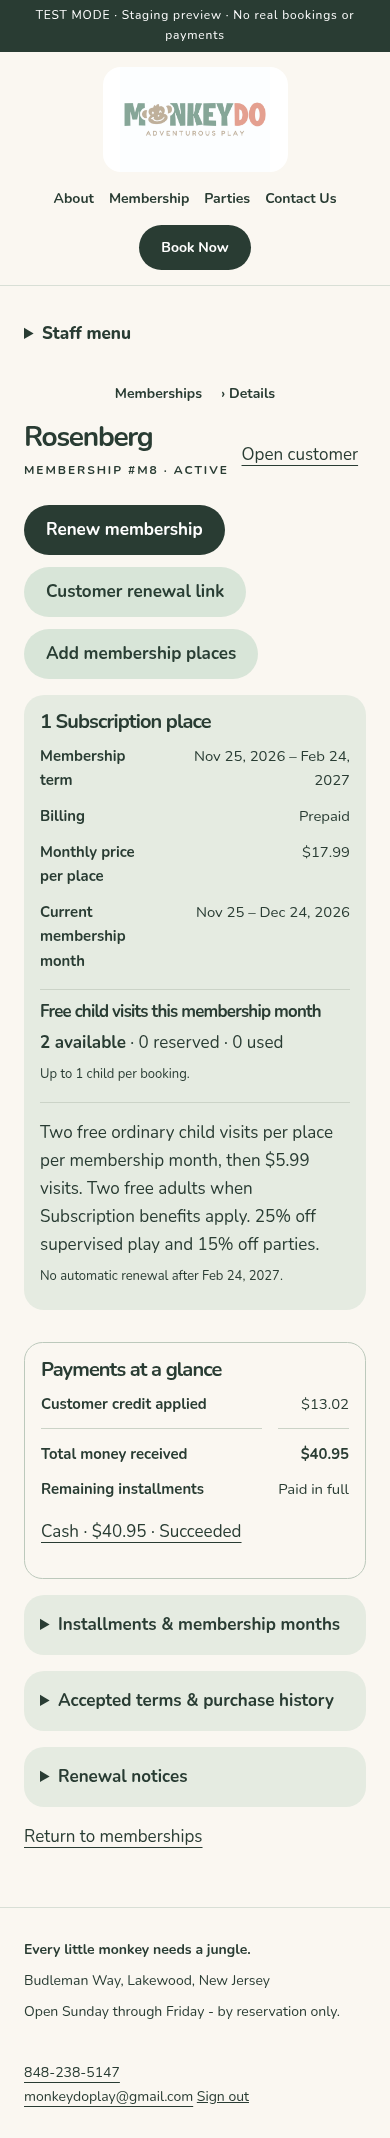 TEST MODE · Staging preview · No real bookings or
payments
MONKEYDO
ADVENTUROUS PLAY
About Membership Parties Contact Us
Book Now
Staff menu
Memberships › Details
Rosenberg
MEMBERSHIP #M8 · ACTIVE
Open customer
Renew membership
Customer renewal link
Add membership places
1 Subscription place
Membership term Nov 25, 2026 – Feb 24, 2027
Billing Prepaid
Monthly price per place $17.99
Current membership month Nov 25 – Dec 24, 2026
Free child visits this membership month
2 available · 0 reserved · 0 used
Up to 1 child per booking.
Two free ordinary child visits per place
per membership month, then $5.99
visits. Two free adults when
Subscription benefits apply. 25% off
supervised play and 15% off parties.
No automatic renewal after Feb 24, 2027.
Payments at a glance
Customer credit applied $13.02
Total money received $40.95
Remaining installments Paid in full
Cash · $40.95 · Succeeded
Installments & membership months
Accepted terms & purchase history
Renewal notices
Return to memberships
Every little monkey needs a jungle.
Budleman Way, Lakewood, New Jersey
Open Sunday through Friday - by reservation only.
848-238-5147
monkeydoplay@gmail.com Sign out